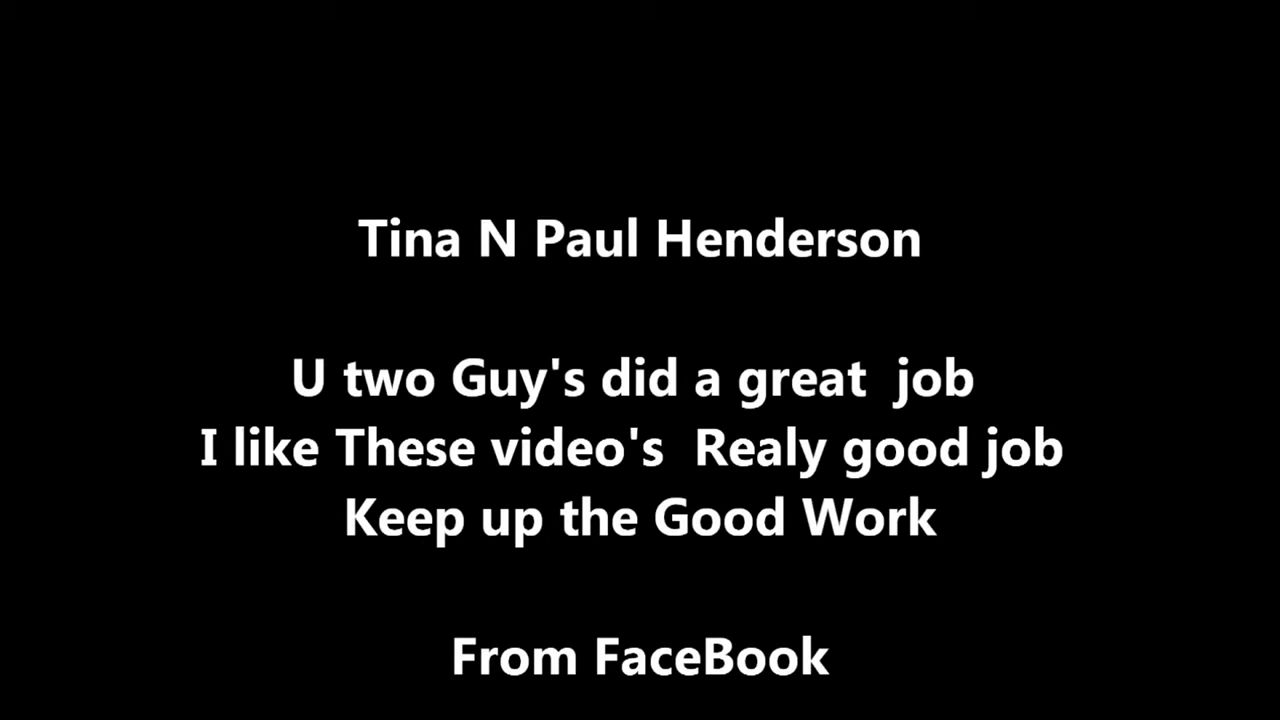 Tina N Paul Henderson
U two Guy's did a great  job
I like These video's  Realy good job
Keep up the Good Work
From FaceBook